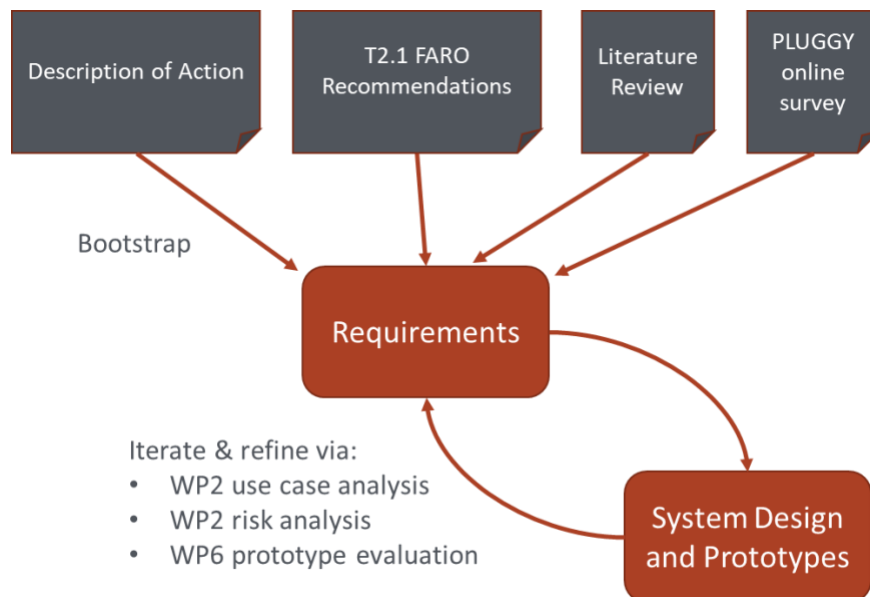 Description of Action
T2.1 FARO
Recommendations
Literature
Review
PLUGGY
online
survey
Bootstrap
Requirements
Iterate & refine via:
• WP2 use case analysis
• WP2 risk analysis
• WP6 prototype evaluation
System Design
and Prototypes